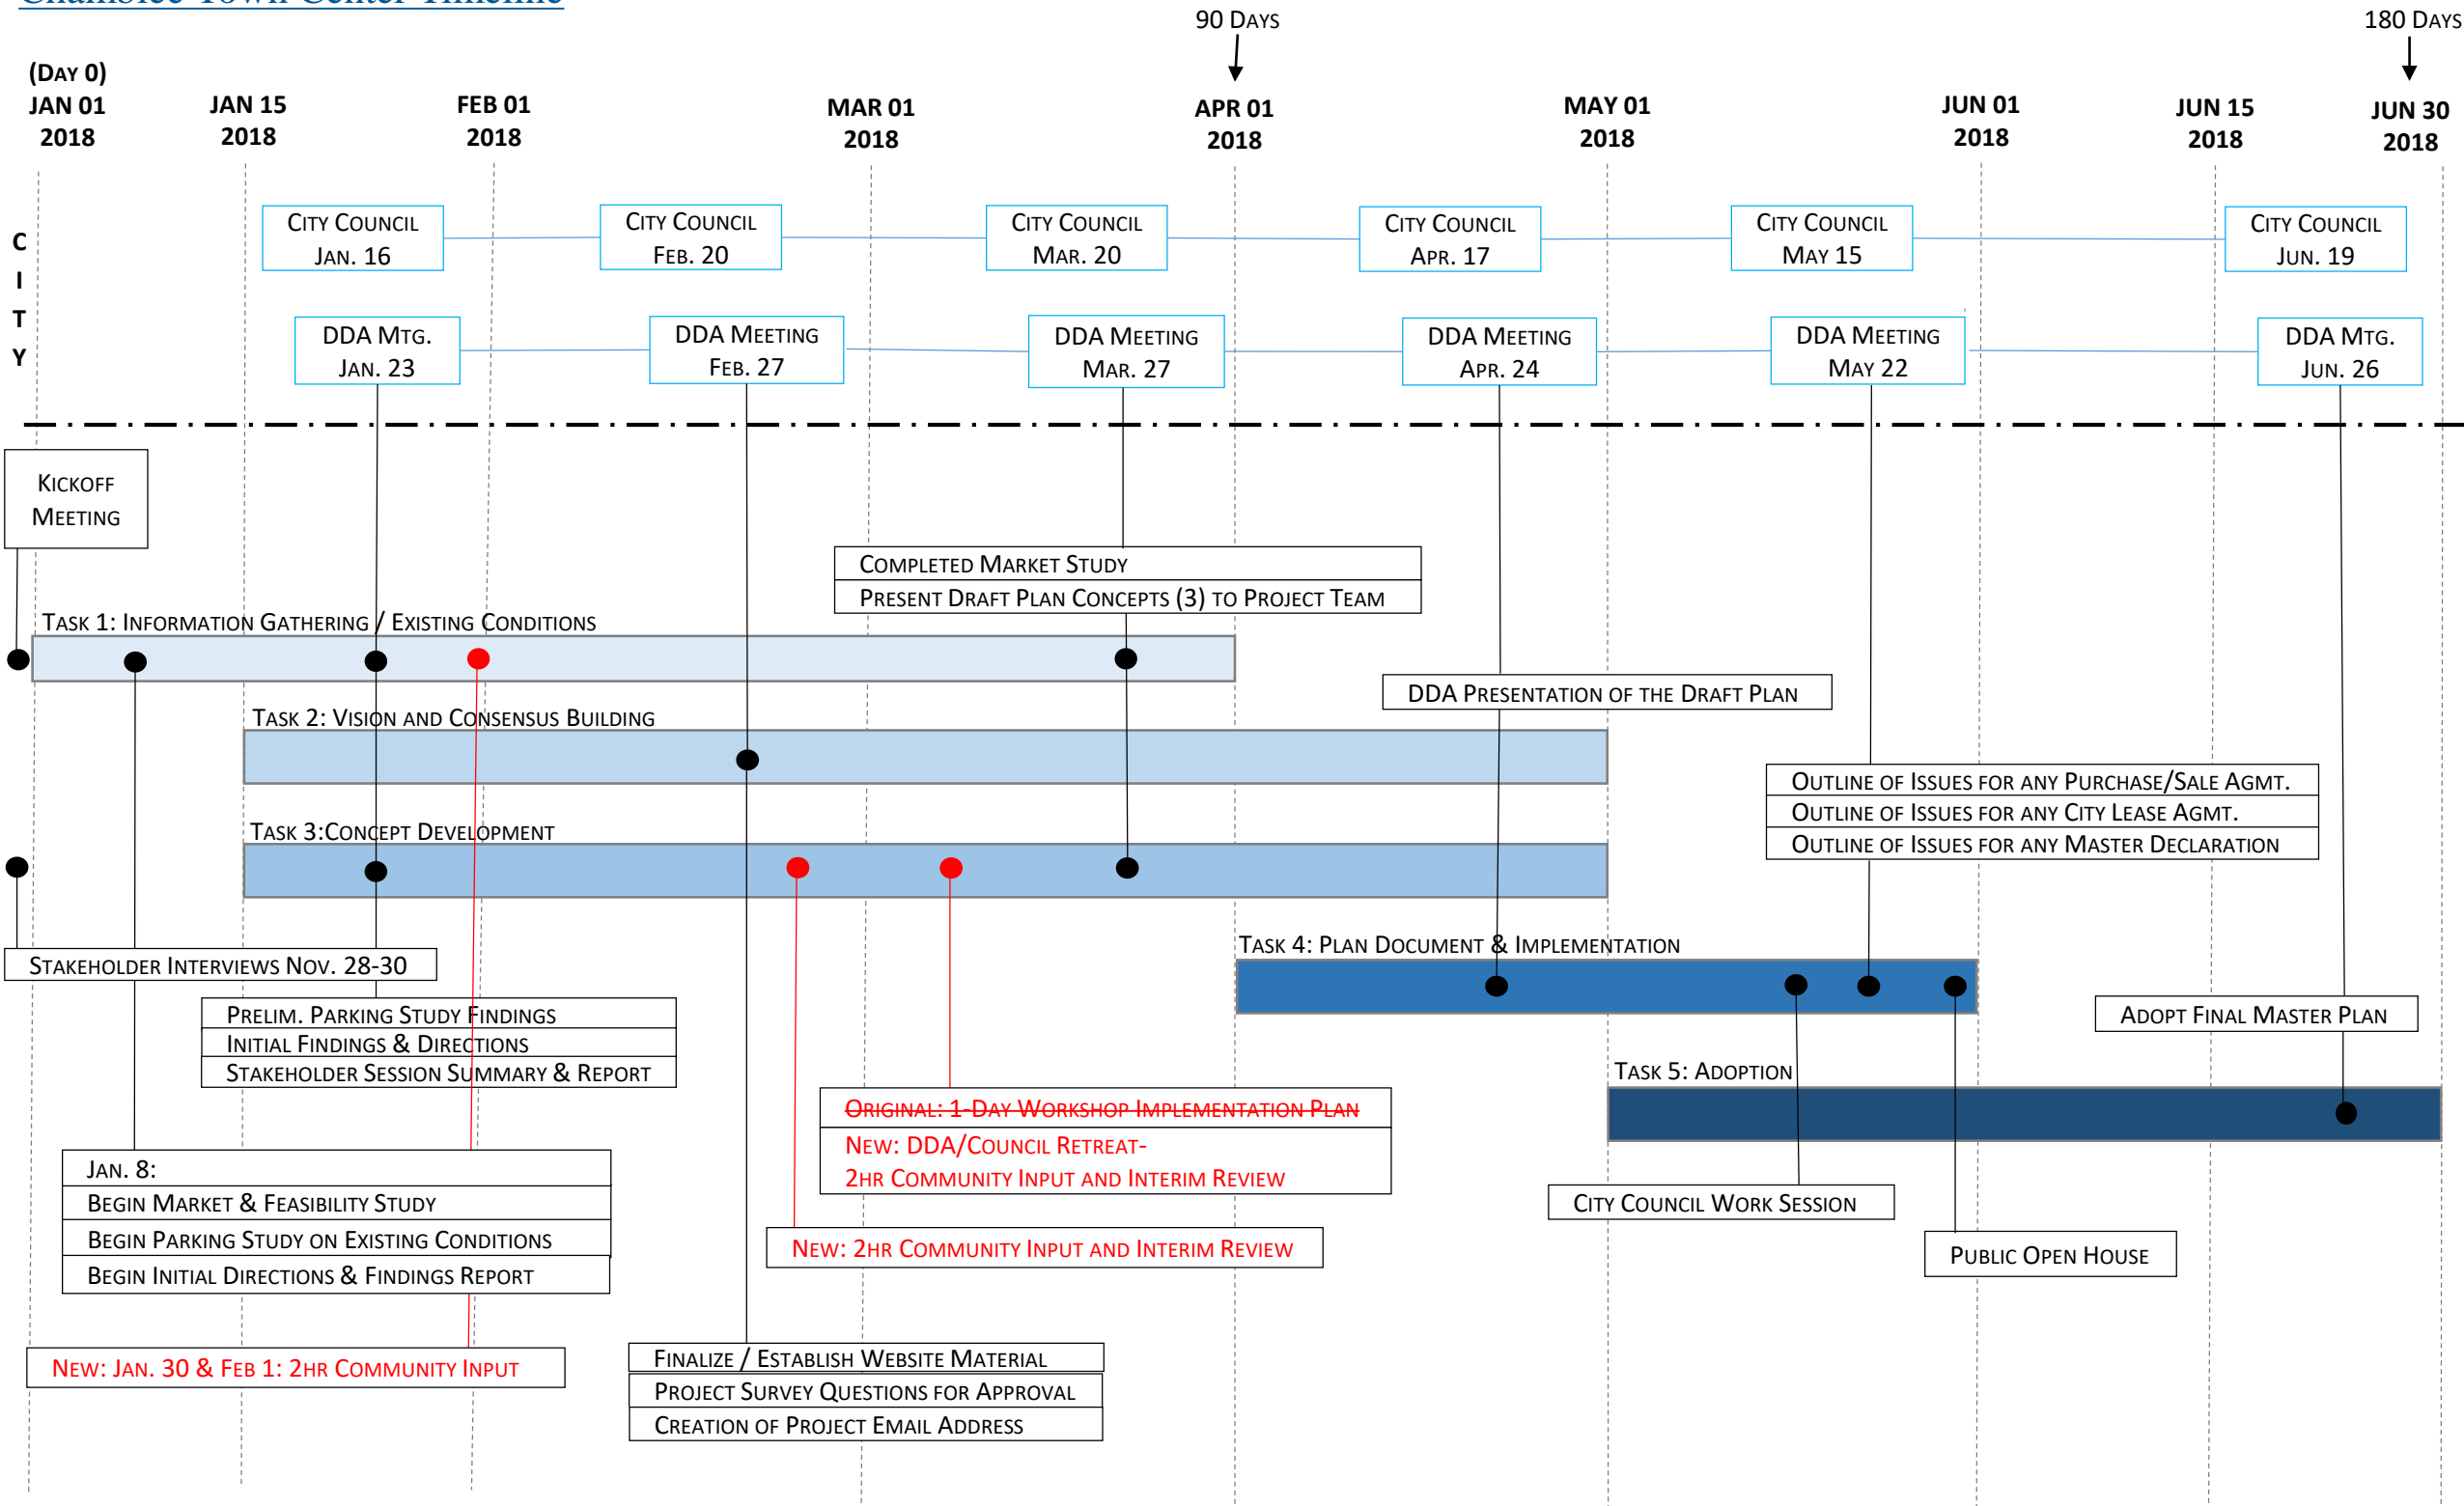 Chamblee Town Center Timeline
90 Days
180 Days
(Day 0)
JAN 01
2018
JAN 15
2018
FEB 01
2018
MAR 01
2018
APR 01
2018
MAY 01
2018
JUN 01
2018
JUN 15
2018
JUN 30
2018
CITY
City Council
Jan. 16
City Council
Feb. 20
City Council
Mar. 20
City Council
Apr. 17
City Council
May 15
City Council
Jun. 19
DDA Mtg.
Jan. 23
DDA Meeting
Feb. 27
DDA Meeting
Mar. 27
DDA Meeting
Apr. 24
DDA Meeting
May 22
DDA Mtg.
Jun. 26
Kickoff
Meeting
Completed Market Study
Present Draft Plan Concepts (3) to Project Team
Task 1: Information Gathering / Existing Conditions
DDA Presentation of the Draft Plan
Task 2: Vision and Consensus Building
Outline of Issues for any Purchase/Sale Agmt.
Outline of Issues for any City Lease Agmt.
Outline of Issues for any Master Declaration
Task 3:Concept Development
Task 4: Plan Document & Implementation
Stakeholder Interviews Nov. 28-30
Prelim. Parking Study Findings
Initial Findings & Directions
Stakeholder Session Summary & Report
Adopt Final Master Plan
Task 5: Adoption
Original: 1-Day Workshop Implementation Plan
New: DDA/Council Retreat-
2hr Community Input and Interim Review
Jan. 8:
Begin Market & Feasibility Study
Begin Parking Study on Existing Conditions
Begin Initial Directions & Findings Report
City Council Work Session
New: 2hr Community Input and Interim Review
Public Open House
New: Jan. 30 & Feb 1: 2hr Community Input
Finalize / Establish Website Material
Project Survey Questions for Approval
Creation of Project Email Address